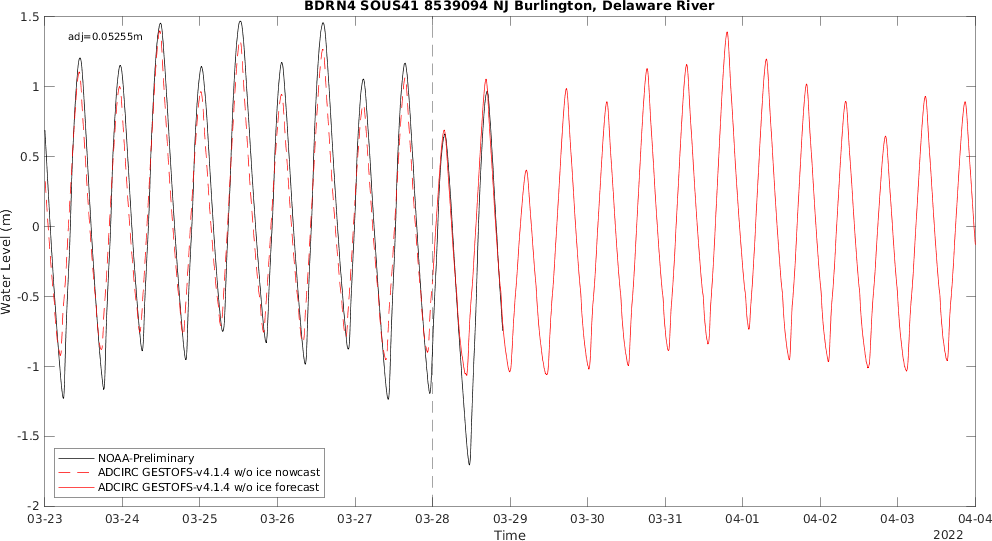 BDRN4 SOUS41 8539094 NJ Burlington, Delaware River
adj=0.05255m
1.5
1
0.5
0
-0.5
-1
-1.5
-2
Water Level (m)
NOAA-Preliminary
ADCIRC GESTOFS-v4.1.4 w/o ice nowcast
ADCIRC GESTOFS-v4.1.4 w/o ice forecast
03-23 03-24 03-25 03-26 03-27 03-28 03-29 03-30 03-31 04-01 04-02 04-03 04-04
Time
2022